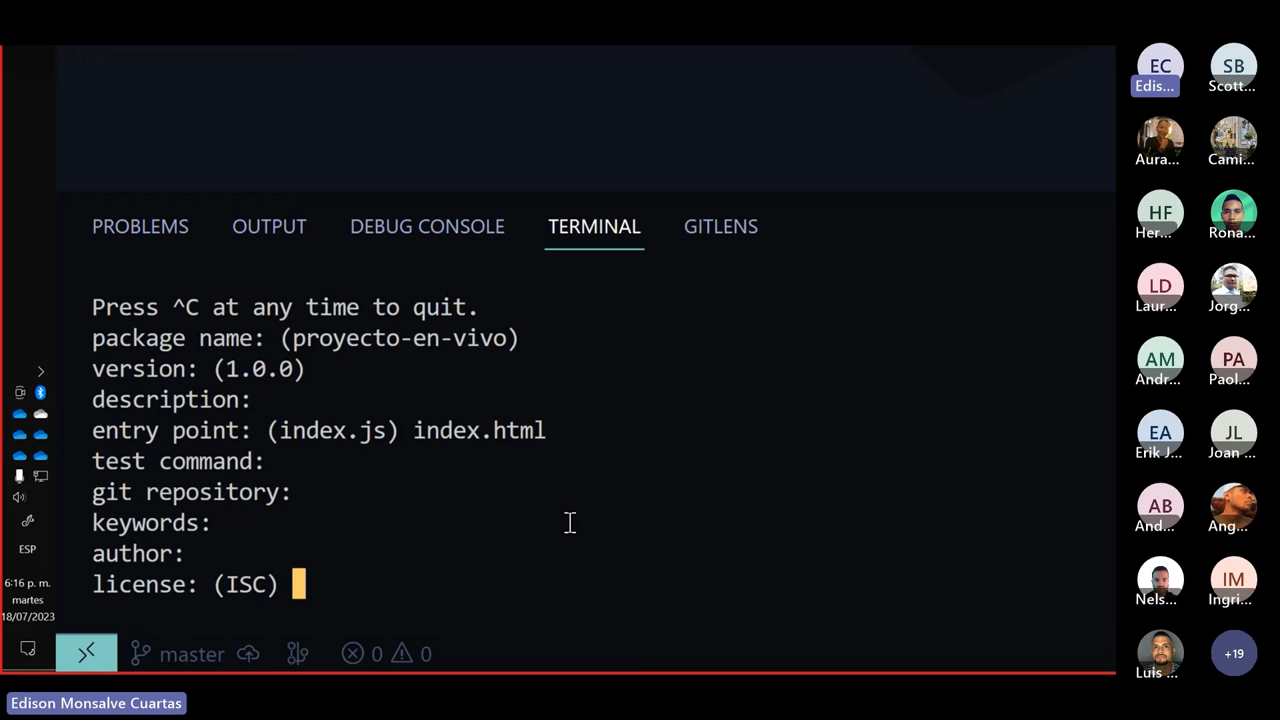 PROBLEMS OUTPUT DEBUG CONSOLE TERMINAL GITLENS
Press ^C at any time to quit.
package name: (proyecto-en-vivo)
version: (1.0.0)
description:
entry point: (index.js) index.html
test command:
git repository:
keywords:
author:
license: (ISC)
ESP
6:16 p. m.
martes
18/07/2023
master 0 0
Edison Monsalve Cuartas
EC SB
Edis... Scott...
Aura... Cami...
HF
Her... Rona...
LD
Laur... Jorg...
AM PA
Andr... Paol...
EA JL
Erik J... Joan ...
AB
And... Ang...
IM
Nels... Ingri...
+19
Luis ...